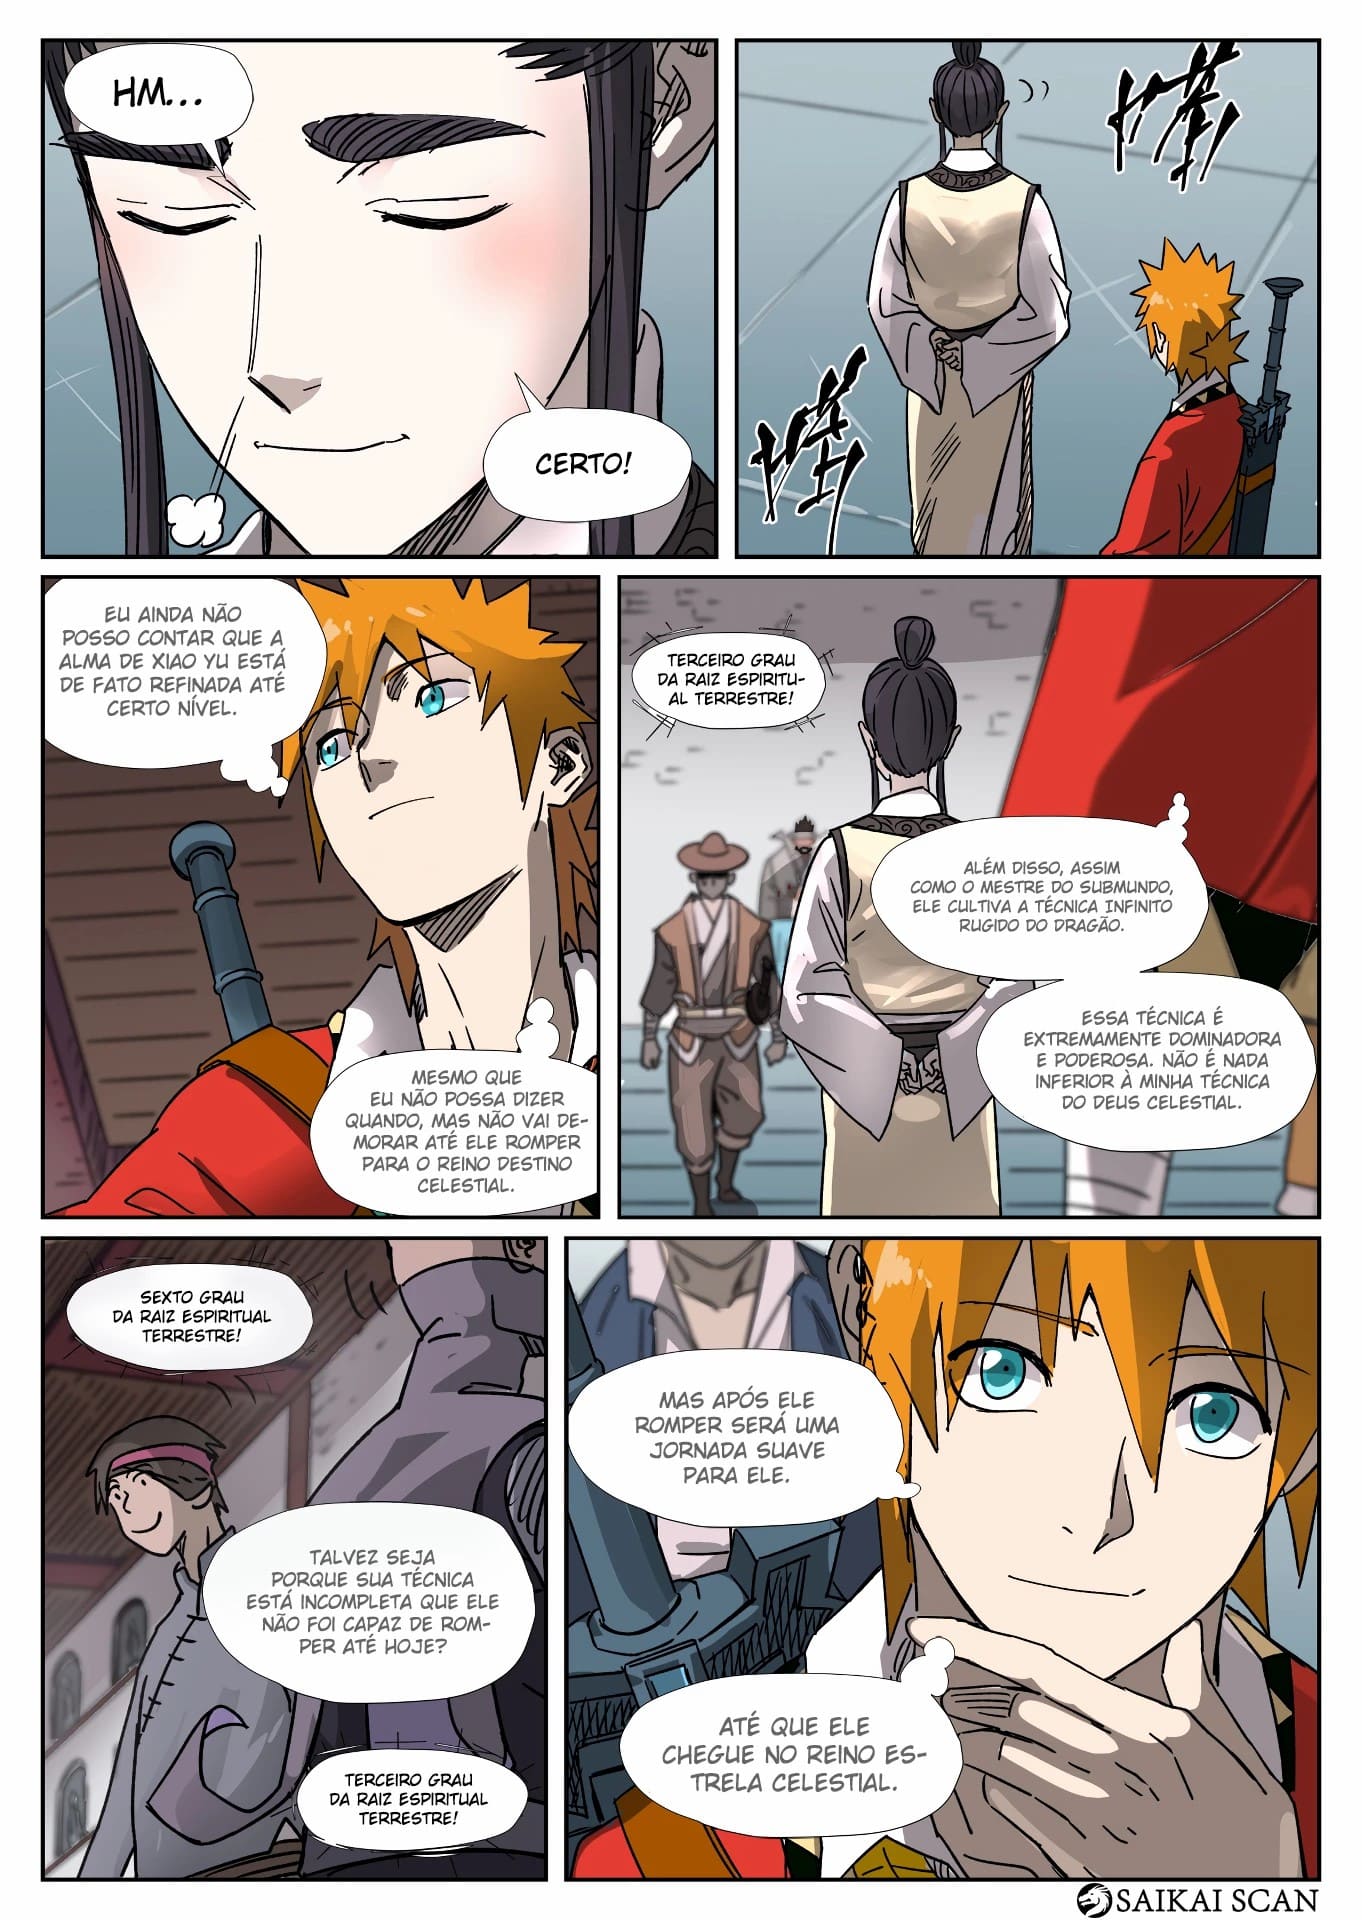 HM...
CERTO!
懂
懂
EU AINDA NÃO
POSSO CONTAR QUE A
ALMA DE XIAO YU ESTÁ
DE FATO REFINADA ATÉ
CERTO NÍVEL.
MESMO QUE
EU NÃO POSSA DIZER
QUANDO, MAS NÃO VAI DE-
MORAR ATÉ ELE ROMPER
PARA O REINO DESTINO
CELESTIAL.
TERCEIRO GRAU
DA RAIZ ESPIRITU-
AL TERRESTRE!
ALÉM DISSO, ASSIM
COMO O MESTRE DO SUBMUNDO,
ELE CULTIVA A TÉCNICA INFINITO
RUGIDO DO DRAGÃO.
ESSA TÉCNICA É
EXTREMAMENTE DOMINADORA
E PODEROSA. NÃO É NADA
INFERIOR À MINHA TÉCNICA
DO DEUS CELESTIAL.
SEXTO GRAU
DA RAIZ ESPIRITUAL
TERRESTRE!
TALVEZ SEJA
PORQUE SUA TÉCNICA
ESTÁ INCOMPLETA QUE ELE
NÃO FOI CAPAZ DE ROM-
PER ATÉ HOJE?
TERCEIRO GRAU
DA RAIZ ESPIRITUAL
TERRESTRE!
MAS APÓS ELE
ROMPER SERÁ UMA
JORNADA SUAVE
PARA ELE.
ATÉ QUE ELE
CHEGUE NO REINO ES-
TRELA CELESTIAL.
SAIKAI SCAN